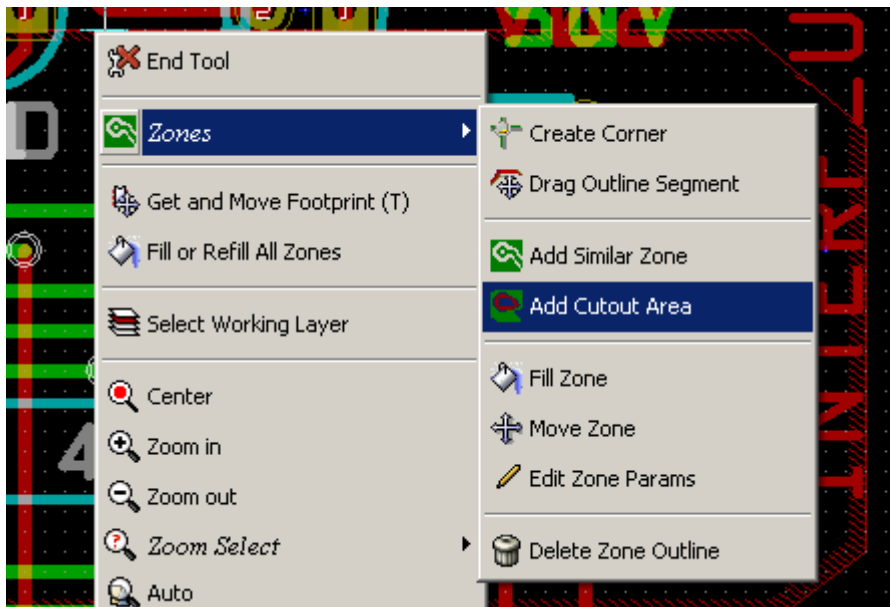 End Tool
Zones
Get and Move Footprint (T)
Fill or Refill All Zones
Select Working Layer
Center
Zoom in
Zoom out
Zoom Select
Auto
Create Corner
Drag Outline Segment
Add Similar Zone
Add Cutout Area
Fill Zone
Move Zone
Edit Zone Params
Delete Zone Outline